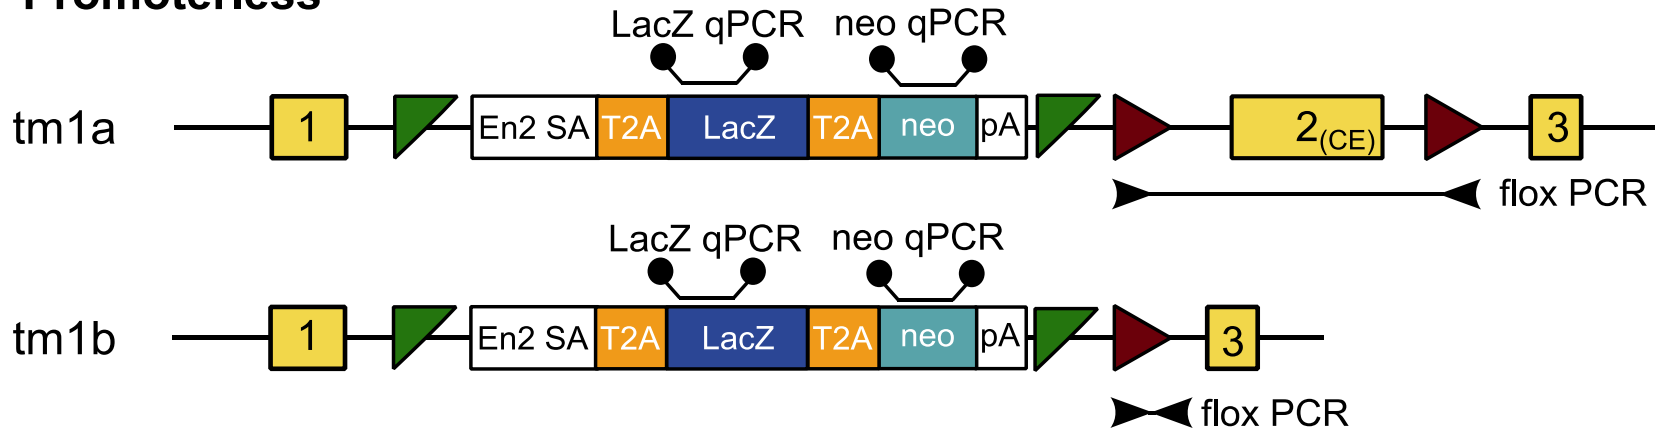 Promoterless
LacZ qPCR neo qPCR
tm1a 1 En2 SA T2A LacZ T2A neo pA 2(CE) 3
flox PCR
LacZ qPCR neo qPCR
tm1b 1 En2 SA T2A LacZ T2A neo pA 3
flox PCR